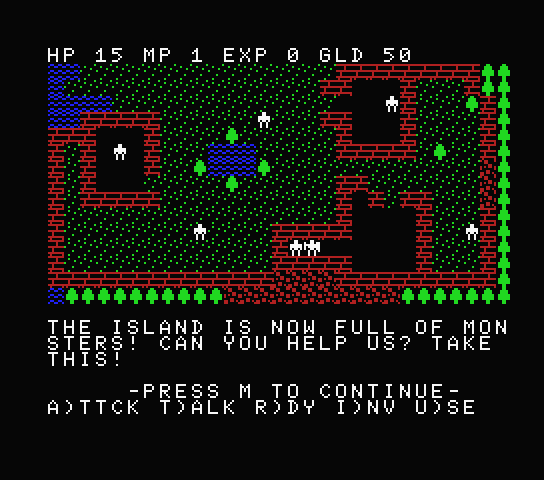 HP 15 MP 1 EXP 0 GLD 50
THE ISLAND IS NOW FULL OF MON
STERS! CAN YOU HELP US? TAKE
THIS!
-PRESS M TO CONTINUE-
A)TTCK T)ALK R)DY I)NV U)SE